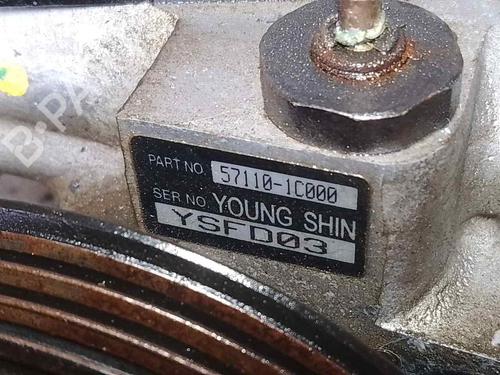 PART NO 57110-1C000
SER NO YOUNG SHIN
YSFD03